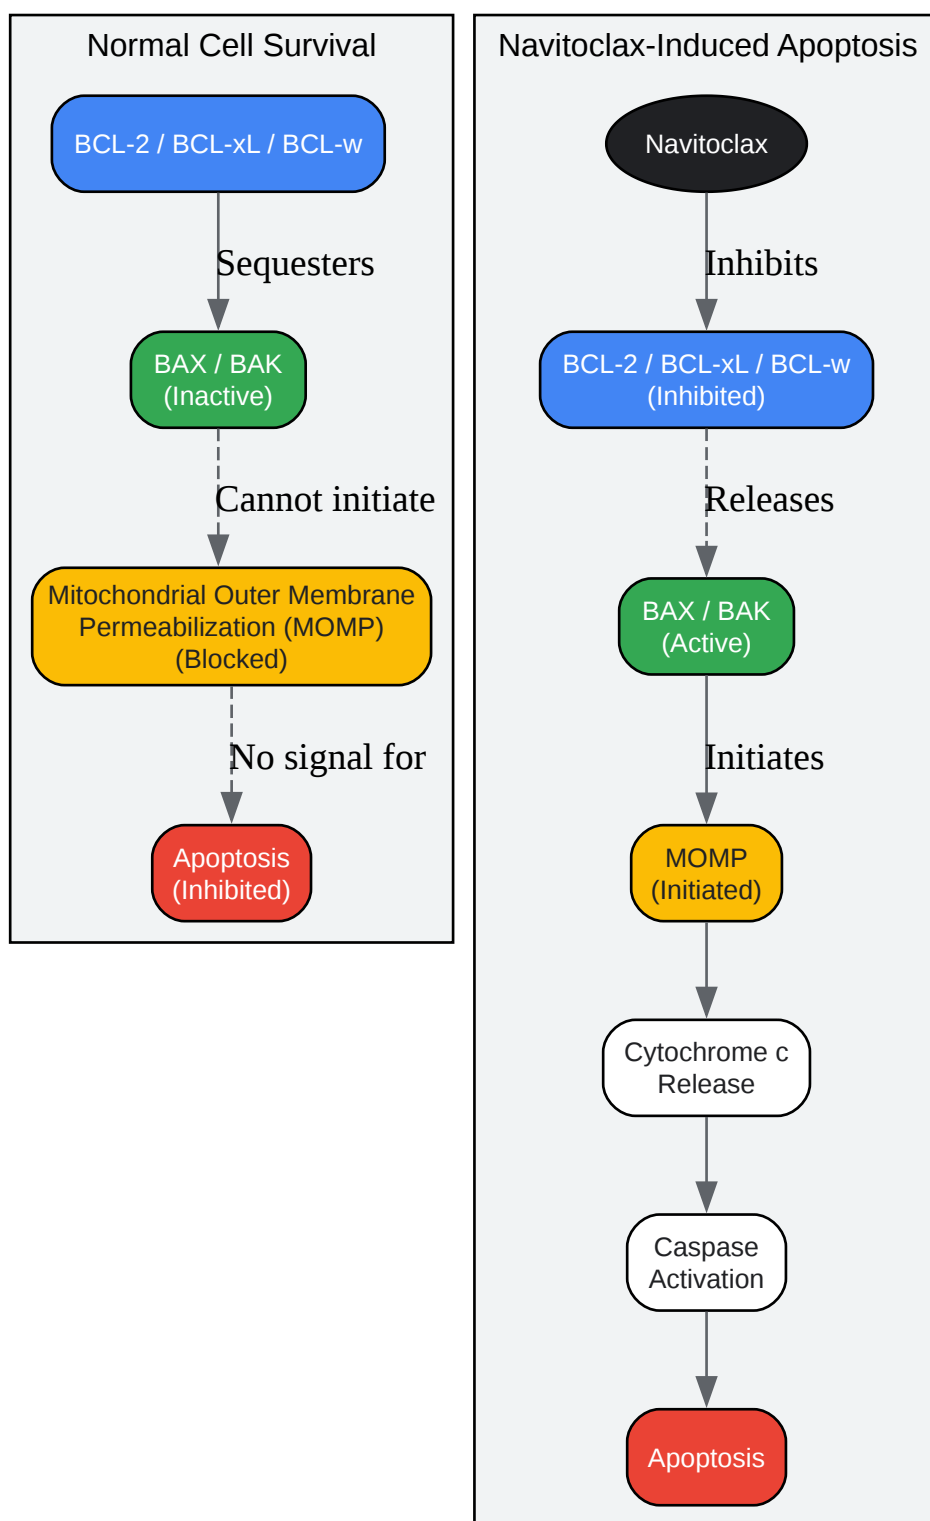 Normal Cell Survival
BCL-2 / BCL-xL / BCL-w
Sequesters
BAX / BAK
(Inactive)
Cannot initiate
Mitochondrial Outer Membrane
Permeabilization (MOMP)
(Blocked)
No signal for
Apoptosis
(Inhibited)
Navitoclax-Induced Apoptosis
Navitoclax
Inhibits
BCL-2 / BCL-xL / BCL-w
(Inhibited)
Releases
BAX / BAK
(Active)
Initiates
MOMP
(Initiated)
Cytochrome c
Release
Caspase
Activation
Apoptosis